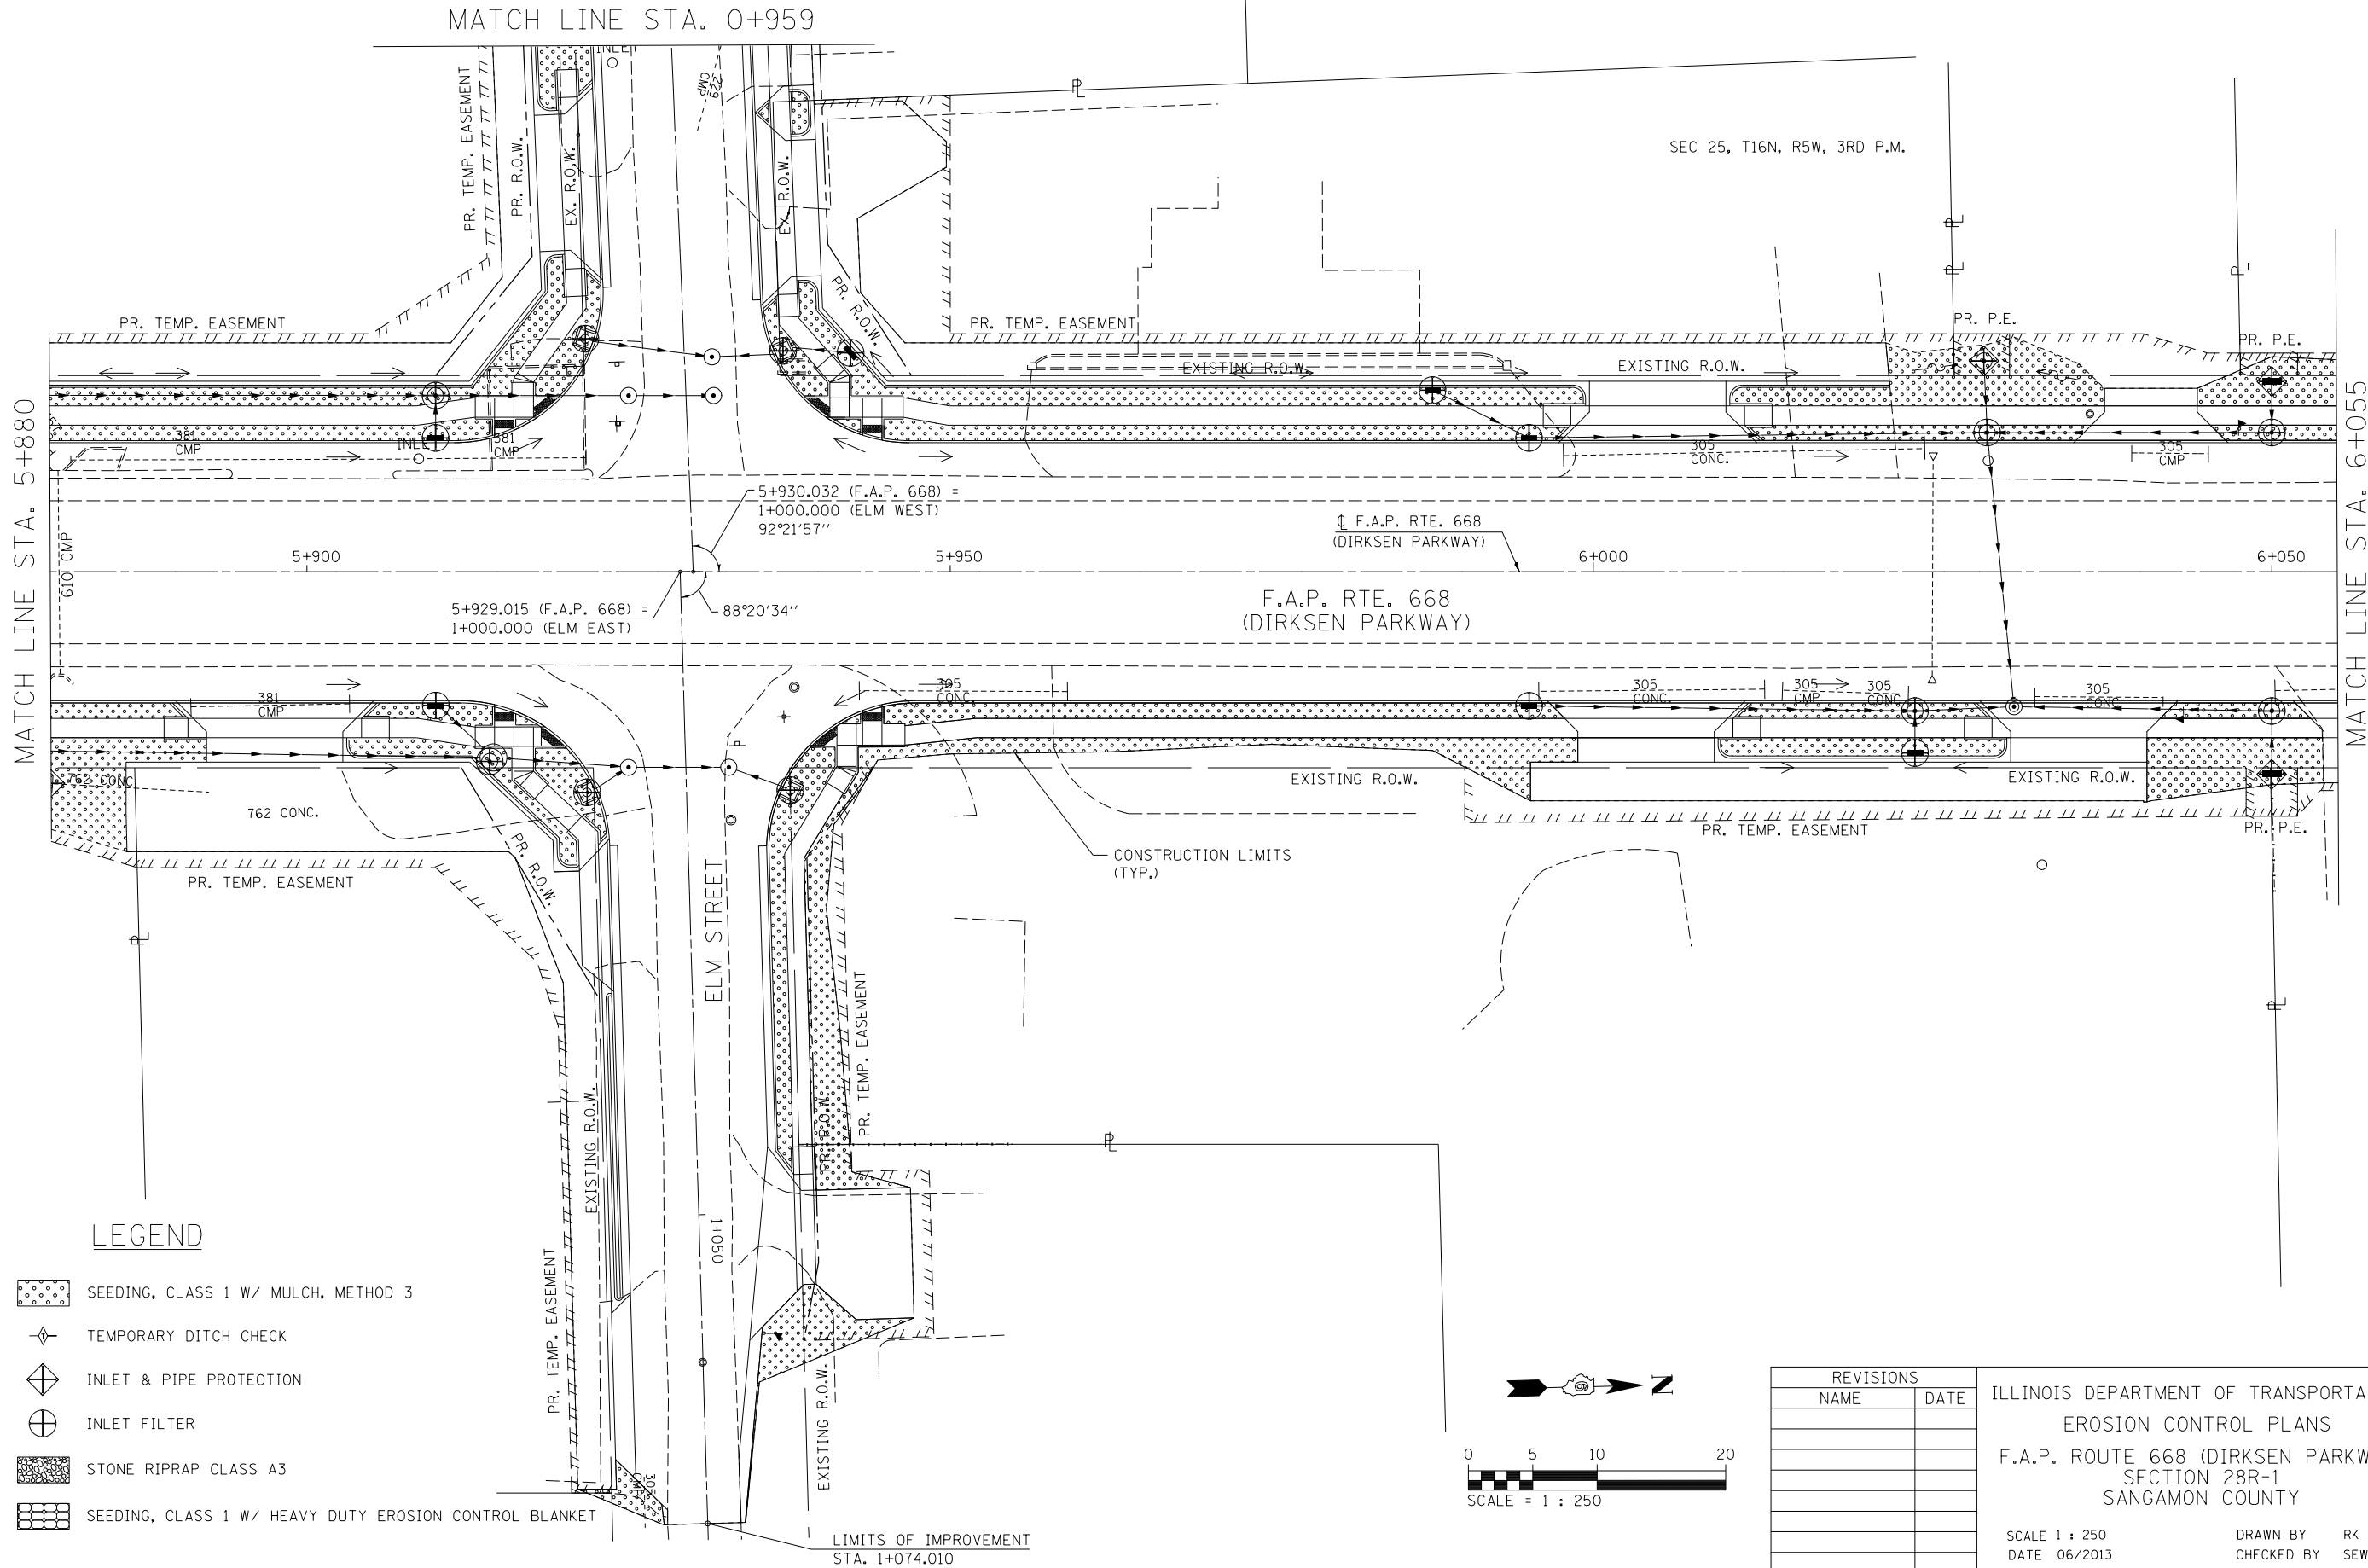 MATCH LINE STA. 0+959
INLE
.229
CMP
PR. TEMP. EASEMENT
PR. R.O.W.
EX. R.O.W.
EX. R.O.W.
PR. R.O.W.
SEC 25, T16N, R5W, 3RD P.M.
PR. TEMP. EASEMENT
PR. TEMP. EASEMENT
PR. P.E.
PR. P.E.
EXISTING R.O.W.
EXISTING R.O.W.
MATCH LINE STA. 5+880
MATCH LINE STA. 6+055
381
CMP
INLE
381
CMP
305
CONC.
305
CMP
610 CMP
5+930.032 (F.A.P. 668) =
1+000.000 (ELM WEST)
92°21'57''
℄ F.A.P. RTE. 668
(DIRKSEN PARKWAY)
5+900
5+950
6+000
6+050
5+929.015 (F.A.P. 668) =
1+000.000 (ELM EAST)
88°20'34''
F.A.P. RTE. 668
(DIRKSEN PARKWAY)
381
CMP
305
CONC.
305
CONC.
305
CMP
305
CONC
305
CONC
762 CONC.
762 CONC.
EXISTING R.O.W.
EXISTING R.O.W.
PR. TEMP. EASEMENT
PR. R.O.W.
PR. TEMP. EASEMENT
PR. P.E.
CONSTRUCTION LIMITS
(TYP.)
ELM STREET
PR. TEMP. EASEMENT
PR. R.O.W.
EXISTING R.O.W.
1+050
PR. TEMP. EASEMENT
EXISTING R.O.W.
305
CMP
LIMITS OF IMPROVEMENT
STA. 1+074.010
LEGEND
SEEDING, CLASS 1 W/ MULCH, METHOD 3
TEMPORARY DITCH CHECK
INLET & PIPE PROTECTION
INLET FILTER
STONE RIPRAP CLASS A3
SEEDING, CLASS 1 W/ HEAVY DUTY EROSION CONTROL BLANKET
N
0 5 10 20
SCALE = 1 : 250
REVISIONS
NAME DATE
ILLINOIS DEPARTMENT OF TRANSPORTA
EROSION CONTROL PLANS
F.A.P. ROUTE 668 (DIRKSEN PARKW
SECTION 28R-1
SANGAMON COUNTY
SCALE 1 : 250 DRAWN BY RK
DATE 06/2013 CHECKED BY SEW